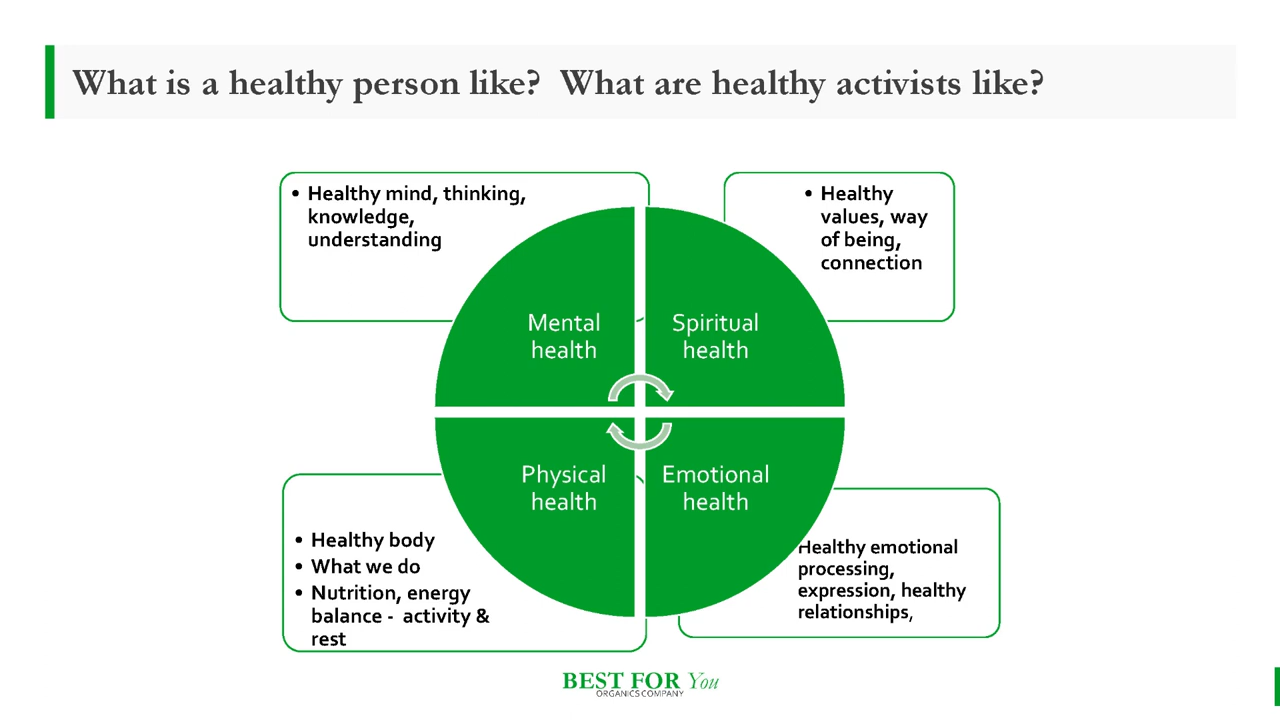 What is a healthy person like?  What are healthy activists like?
• Healthy mind, thinking,
knowledge,
understanding
• Healthy
values, way
of being,
connection
Mental
health
Spiritual
health
Physical
health
Emotional
health
• Healthy body
• What we do
• Nutrition, energy
balance -  activity &
rest
Healthy emotional
processing,
expression, healthy
relationships,
BEST FOR You
ORGANICS COMPANY